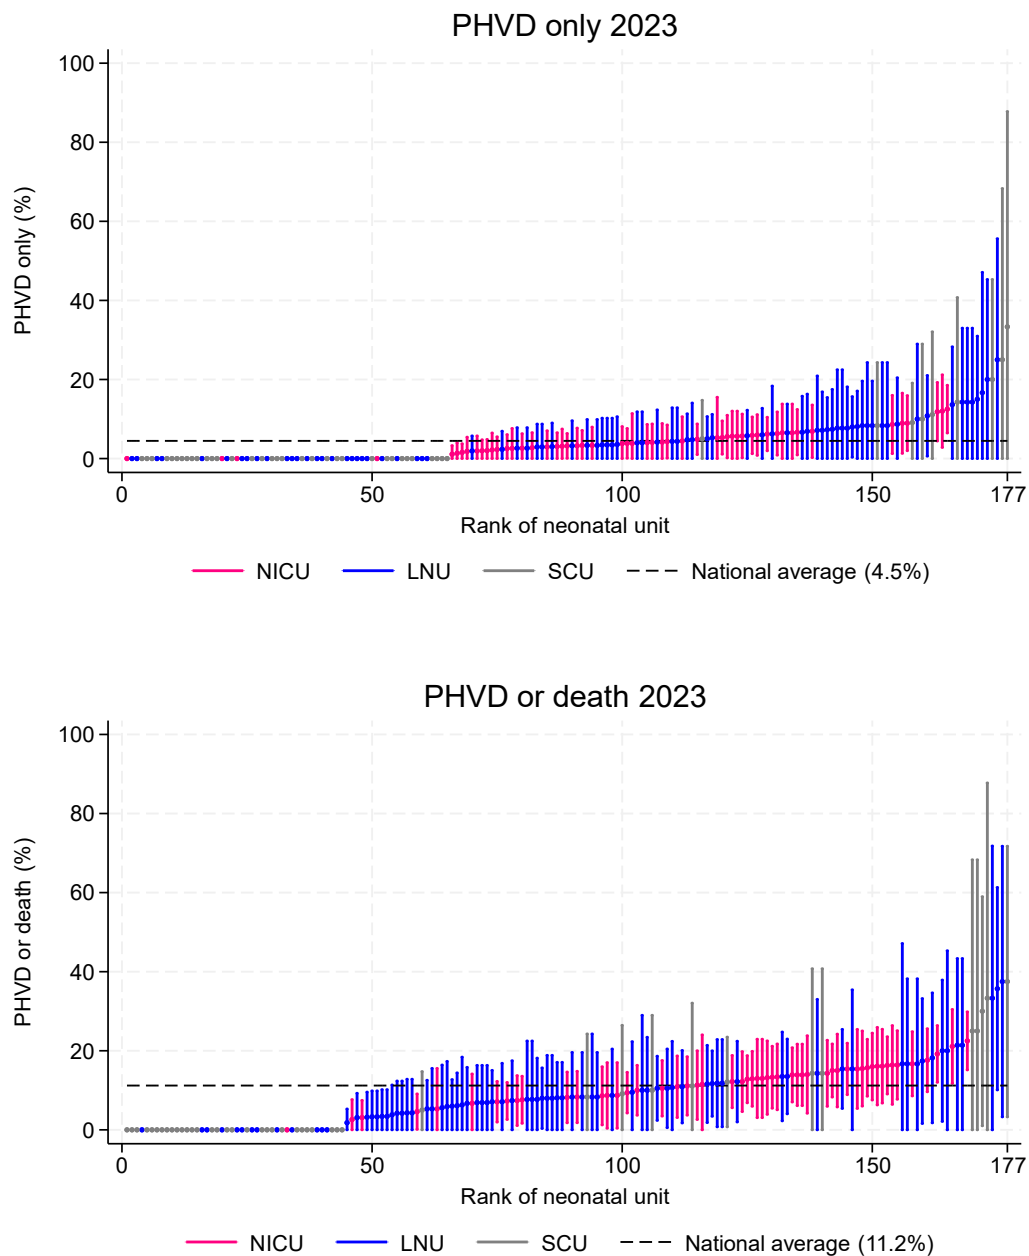 PHVD only 2023
PHVD only (%)
100
80
60
40
20
0
0 50 100 150 177
Rank of neonatal unit
NICU LNU SCU National average (4.5%)
PHVD or death 2023
PHVD or death (%)
100
80
60
40
20
0
0 50 100 150 177
Rank of neonatal unit
NICU LNU SCU National average (11.2%)